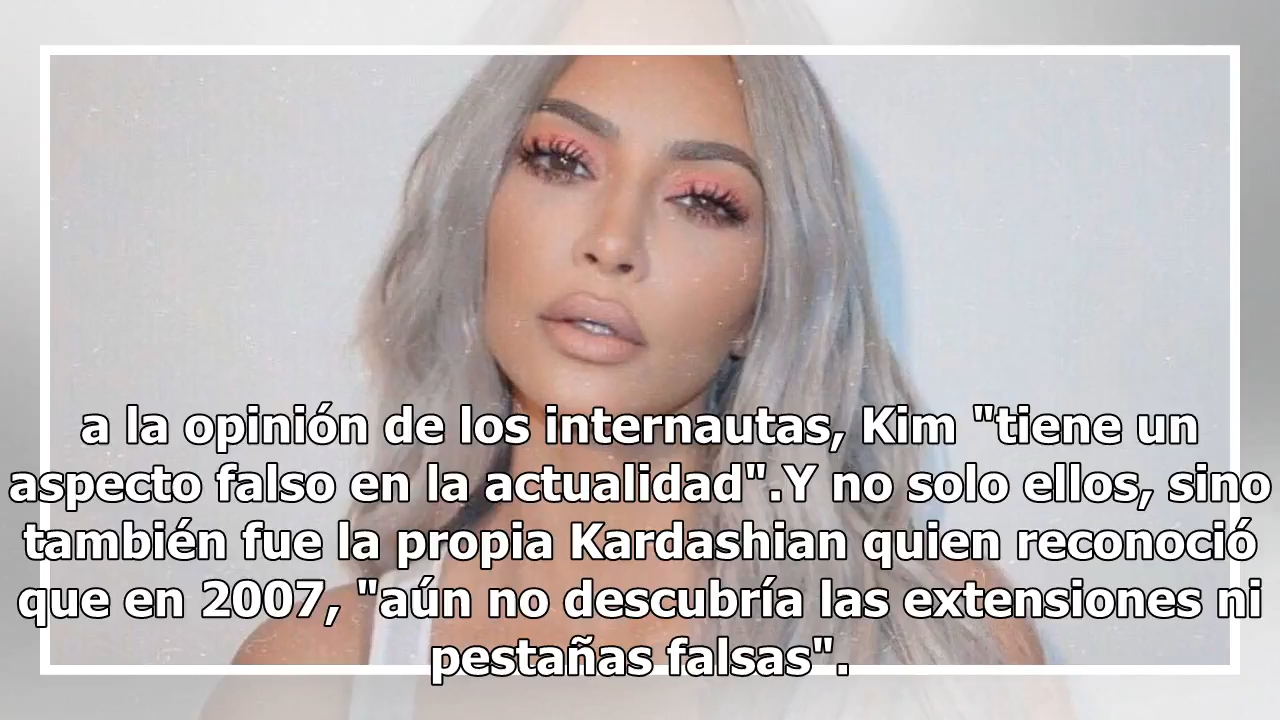 a la opinión de los internautas, Kim "tiene un
aspecto falso en la actualidad".Y no solo ellos, sino
también fue la propia Kardashian quien reconoció
que en 2007, "aún no descubría las extensiones ni
pestañas falsas".